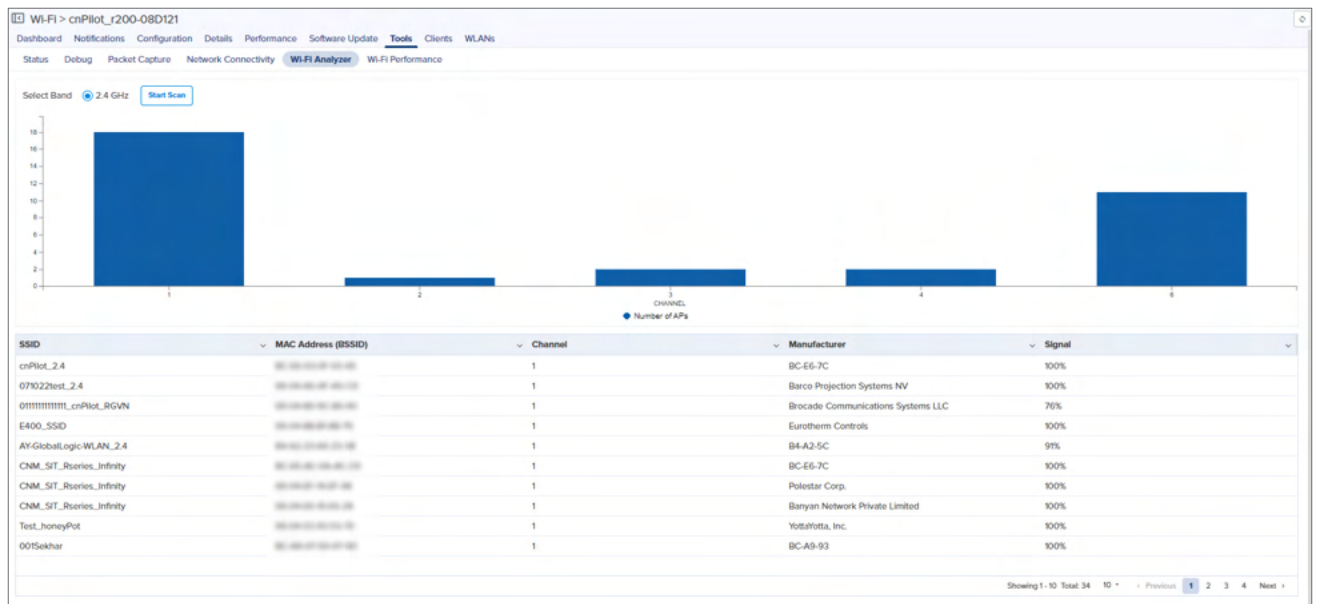 Wi-Fi > cnPilot_r200-08D121
Dashboard Notifications Configuration Details Performance Software Update Tools Clients WLANs
Status Debug Packet Capture Network Connectivity Wi-Fi Analyzer Wi-Fi Performance
Select Band 2.4 GHz Start Scan
18
16
14
12
10
8
6
4
2
0
1 2 3 4 6
CHANNEL
Number of APs
SSID MAC Address (BSSID) Channel Manufacturer Signal
cnPilot_2.4 1 BC-E6-7C 100%
071022test_2.4 1 Barco Projection Systems NV 100%
1 Brocade Communications Systems LLC 76%
E400_SSID 1 Eurotherm Controls 100%
AY-GlobalLogic-WLAN_2.4 1 B4-A2-5C 91%
CNM_SIT_Rseries_Infinity 1 BC-E6-7C 100%
CNM_SIT_Rseries_Infinity 1 Polestar Corp. 100%
CNM_SIT_Rseries_Infinity 1 Banyan Network Private Limited 100%
Test_honeyPot 1 YottaYotta, Inc. 100%
001Sekhar 1 BC-A9-93 100%
Showing 1 - 10 Total: 34 10 Previous 1 2 3 4 Next